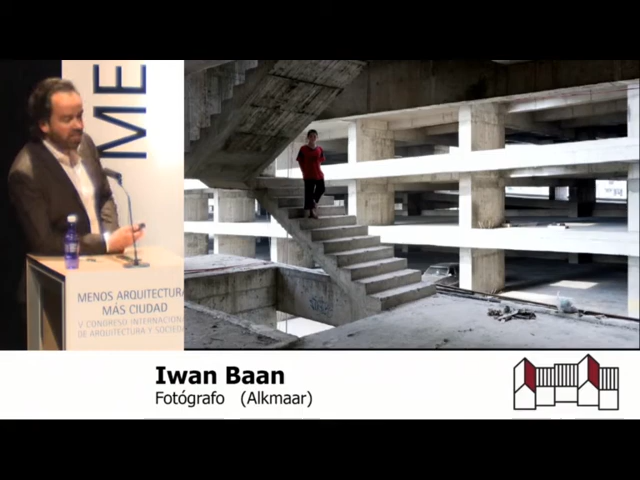 ME
M
MENOS ARQUITECTURA
MÁS CIUDAD
V CONGRESO INTERNACIONAL
DE ARQUITECTURA Y SOCIEDAD
Iwan Baan
Fotógrafo (Alkmaar)